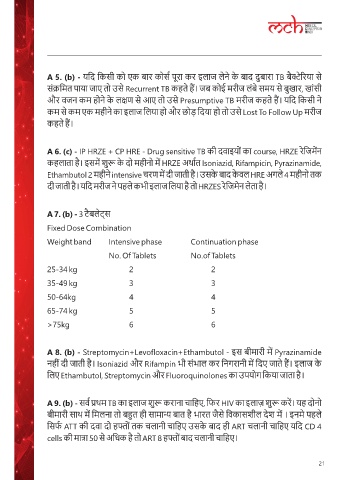 mch
A 5. (b) - यदि किसी को एक बार कोर्स पूरा कर इलाज लेने के बाद दुबारा TB बैक्टेरिया से
संक्रमित पाया जाए तो उसे Recurrent TB कहते हैं। जब कोई मरीज लंबे समय से बुखार, खांसी
और वजन कम होने के लक्षण से आए तो उसे Presumptive TB मरीज कहते हैं। यदि किसी ने
कम से कम एक महीने का इलाज लिया हो और छोड़ दिया हो तो उसे Lost To Follow Up मरीज
कहते हैं।
A 6. (c) - IP HRZE + CP HRE - Drug sensitive TB की दवाइयों का course, HRZE रेजिमेंन
कहलाता है। इसमें शुरू के दो महीनो में HRZE अर्थात Isoniazid, Rifampicin, Pyrazinamide,
Ethambutol 2 महीने intensive चरण में दी जाती है। उसके बाद केवल HRE अगले 4 महीनो तक
दी जाती है। यदि मरीज ने पहले कभी इलाज लिया है तो HRZES रेजिमेन लेता है।
A 7. (b) - 3 टैबलेट्स
Fixed Dose Combination
Weight band Intensive phase Continuation phase
No. Of Tablets No.of Tablets
25-34 kg 2 2
35-49 kg 3 3
50-64kg 4 4
65-74 kg 5 5
>75kg 6 6
A 8. (b) - Streptomycin+Levofloxacin+Ethambutol - इस बीमारी में Pyrazinamide
नहीं दी जाती है। Isoniazid और Rifampin भी संभाल कर निगरानी में दिए जाते हैं। इलाज के
लिए Ethambutol, Streptomycin और Fluoroquinolones का उपयोग किया जाता है।
A 9. (b) - सर्व प्रथम TB का इलाज शुरू कराना चाहिए, फिर HIV का इलाज शुरू करें। यह दोनो
बीमारी साथ में मिलना तो बहुत ही सामान्य बात है भारत जैसे विकासशील देश में । इनमे पहले
सिर्फ ATT की दवा दो हफ्तों तक चलानी चाहिए उसके बाद ही ART चलानी चाहिए यदि CD 4
cells की मात्रा 50 से अधिक है तो ART 8 हफ्तों बाद चलानी चाहिए।
21